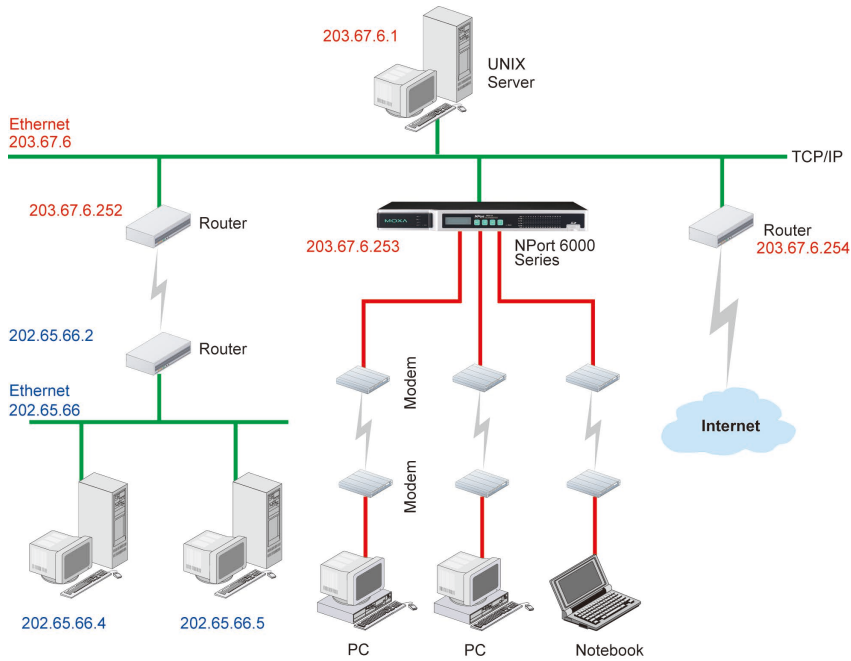 203.67.6.1
UNIX
Server
Ethernet
203.67.6
TCP/IP
203.67.6.252
Router
MOXA
NPort
203.67.6.253
NPort 6000
Series
Router
203.67.6.254
202.65.66.2
Router
Modem
Ethernet
202.65.66
Internet
Modem
202.65.66.4
202.65.66.5
PC
PC
Notebook